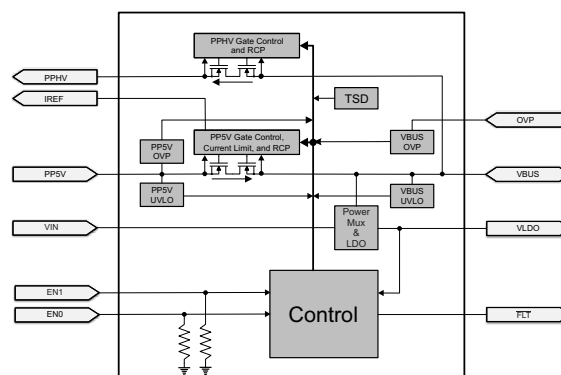 PPHV Gate Control
and RCP
PPHV
IREF
TSD
OVP
PP5V
OVP
PP5V Gate Control,
Current Limit, and RCP
VBUS
OVP
PP5V
VBUS
PP5V
UVLO
VBUS
UVLO
Power
Mux
&
LDO
VIN
VLDO
EN1
EN0
Control
FLT